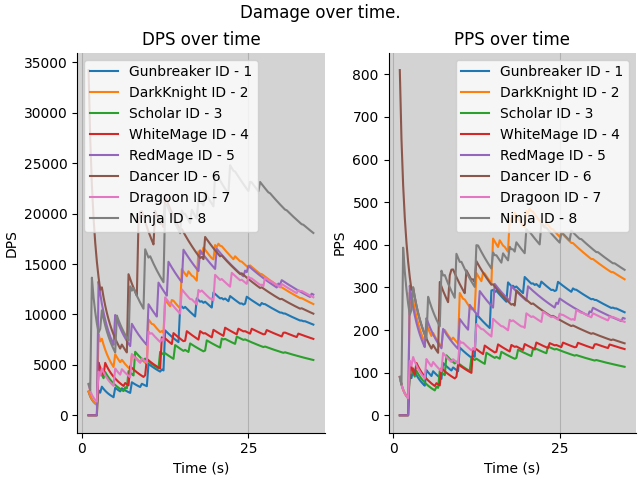 Damage over time.
DPS over time
35000
30000
25000
20000
15000
10000
5000
0
DPS
Gunbreaker ID - 1
DarkKnight ID - 2
Scholar ID - 3
WhiteMage ID - 4
RedMage ID - 5
Dancer ID - 6
Dragoon ID - 7
Ninja ID - 8
0
25
Time (s)
PPS over time
800
700
600
500
400
300
200
100
0
PPS
Gunbreaker ID - 1
DarkKnight ID - 2
Scholar ID - 3
WhiteMage ID - 4
RedMage ID - 5
Dancer ID - 6
Dragoon ID - 7
Ninja ID - 8
0
25
Time (s)